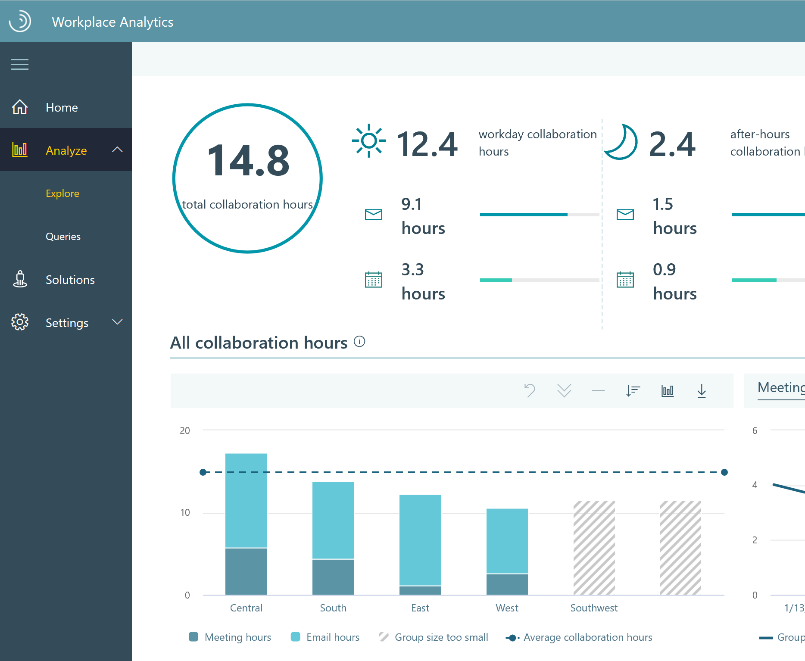 Workplace Analytics
Home
Analyze
Explore
Queries
Solutions
Settings
14.8
total collaboration hours
12.4
workday collaboration
hours
9.1
hours
3.3
hours
2.4
after-hours
collaboration
1.5
hours
0.9
hours
All collaboration hours
20
10
0
Central South East West Southwest
Meeting hours Email hours Group size too small Average collaboration hours
Meeting
6
4
2
0
1/13
Group